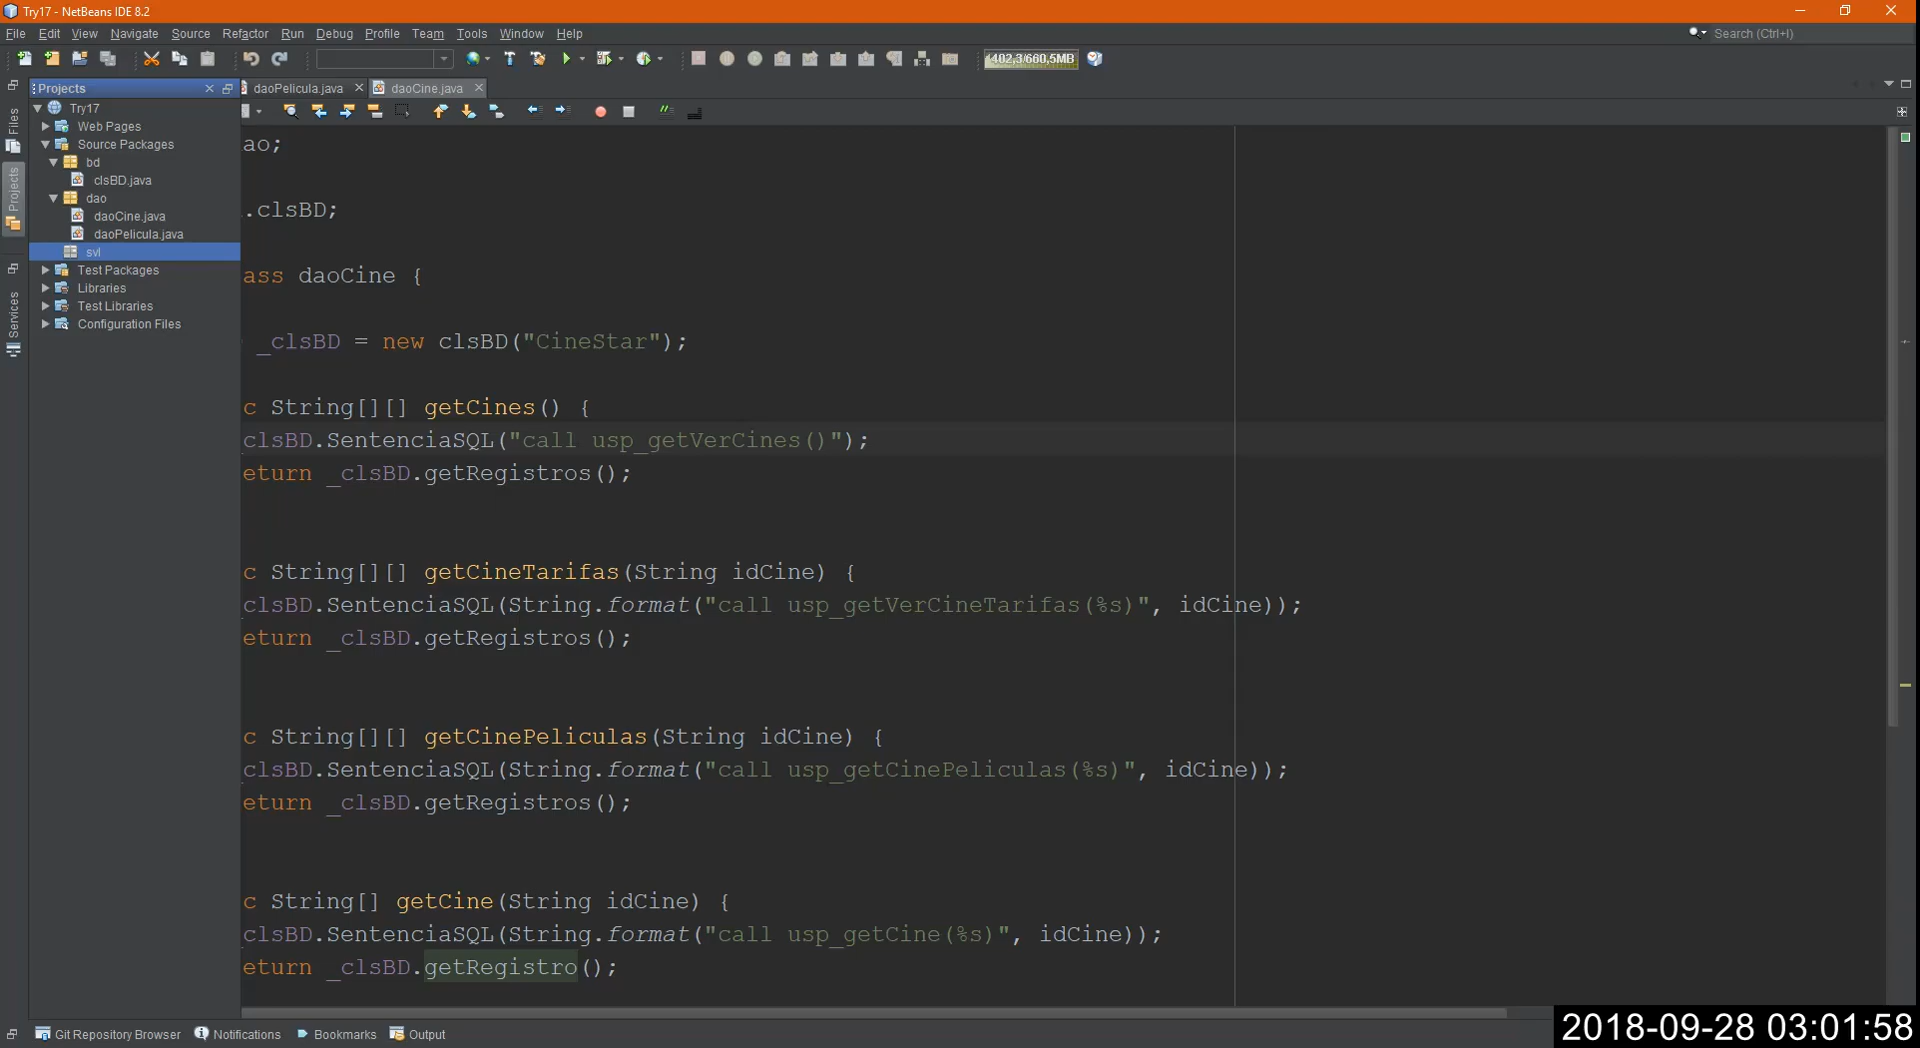 Try17 - NetBeans IDE 8.2
File Edit View Navigate Source Refactor Run Debug Profile Team Tools Window Help
Search (Ctrl+I)
402,3/660,5MB
Projects
daoPelicula.java
daoCine.java
Try17
Web Pages
Source Packages
bd
clsBD.java
dao
daoCine.java
daoPelicula.java
svl
Test Packages
Libraries
Test Libraries
Configuration Files
Files
Projects
Services
ao;
.clsBD;
ass daoCine {
_clsBD = new clsBD("CineStar");
c String[][] getCines() {
clsBD.SentenciaSQL("call usp_getVerCines()");
eturn _clsBD.getRegistros();
c String[][] getCineTarifas(String idCine) {
clsBD.SentenciaSQL(String.format("call usp_getVerCineTarifas(%s)", idCine));
eturn _clsBD.getRegistros();
c String[][] getCinePeliculas(String idCine) {
clsBD.SentenciaSQL(String.format("call usp_getCinePeliculas(%s)", idCine));
eturn _clsBD.getRegistros();
c String[] getCine(String idCine) {
clsBD.SentenciaSQL(String.format("call usp_getCine(%s)", idCine));
eturn _clsBD.getRegistro();
Git Repository Browser Notifications Bookmarks Output
2018-09-28 03:01:58